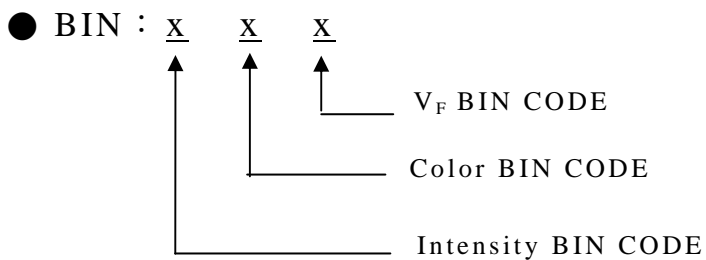 ● BIN：x x x
V_F BIN CODE
Color BIN CODE
Intensity BIN CODE